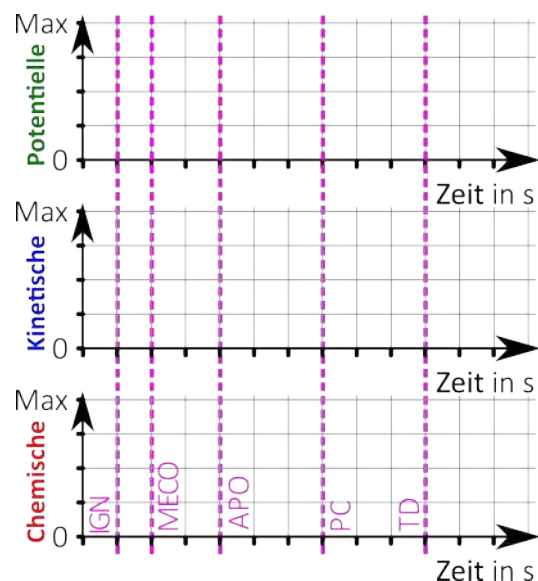 Max
Potentielle
0
Zeit in s
Max
Kinetische
0
Zeit in s
Max
Chemische
0
IGN
MECO
APO
PC
TD
Zeit in s